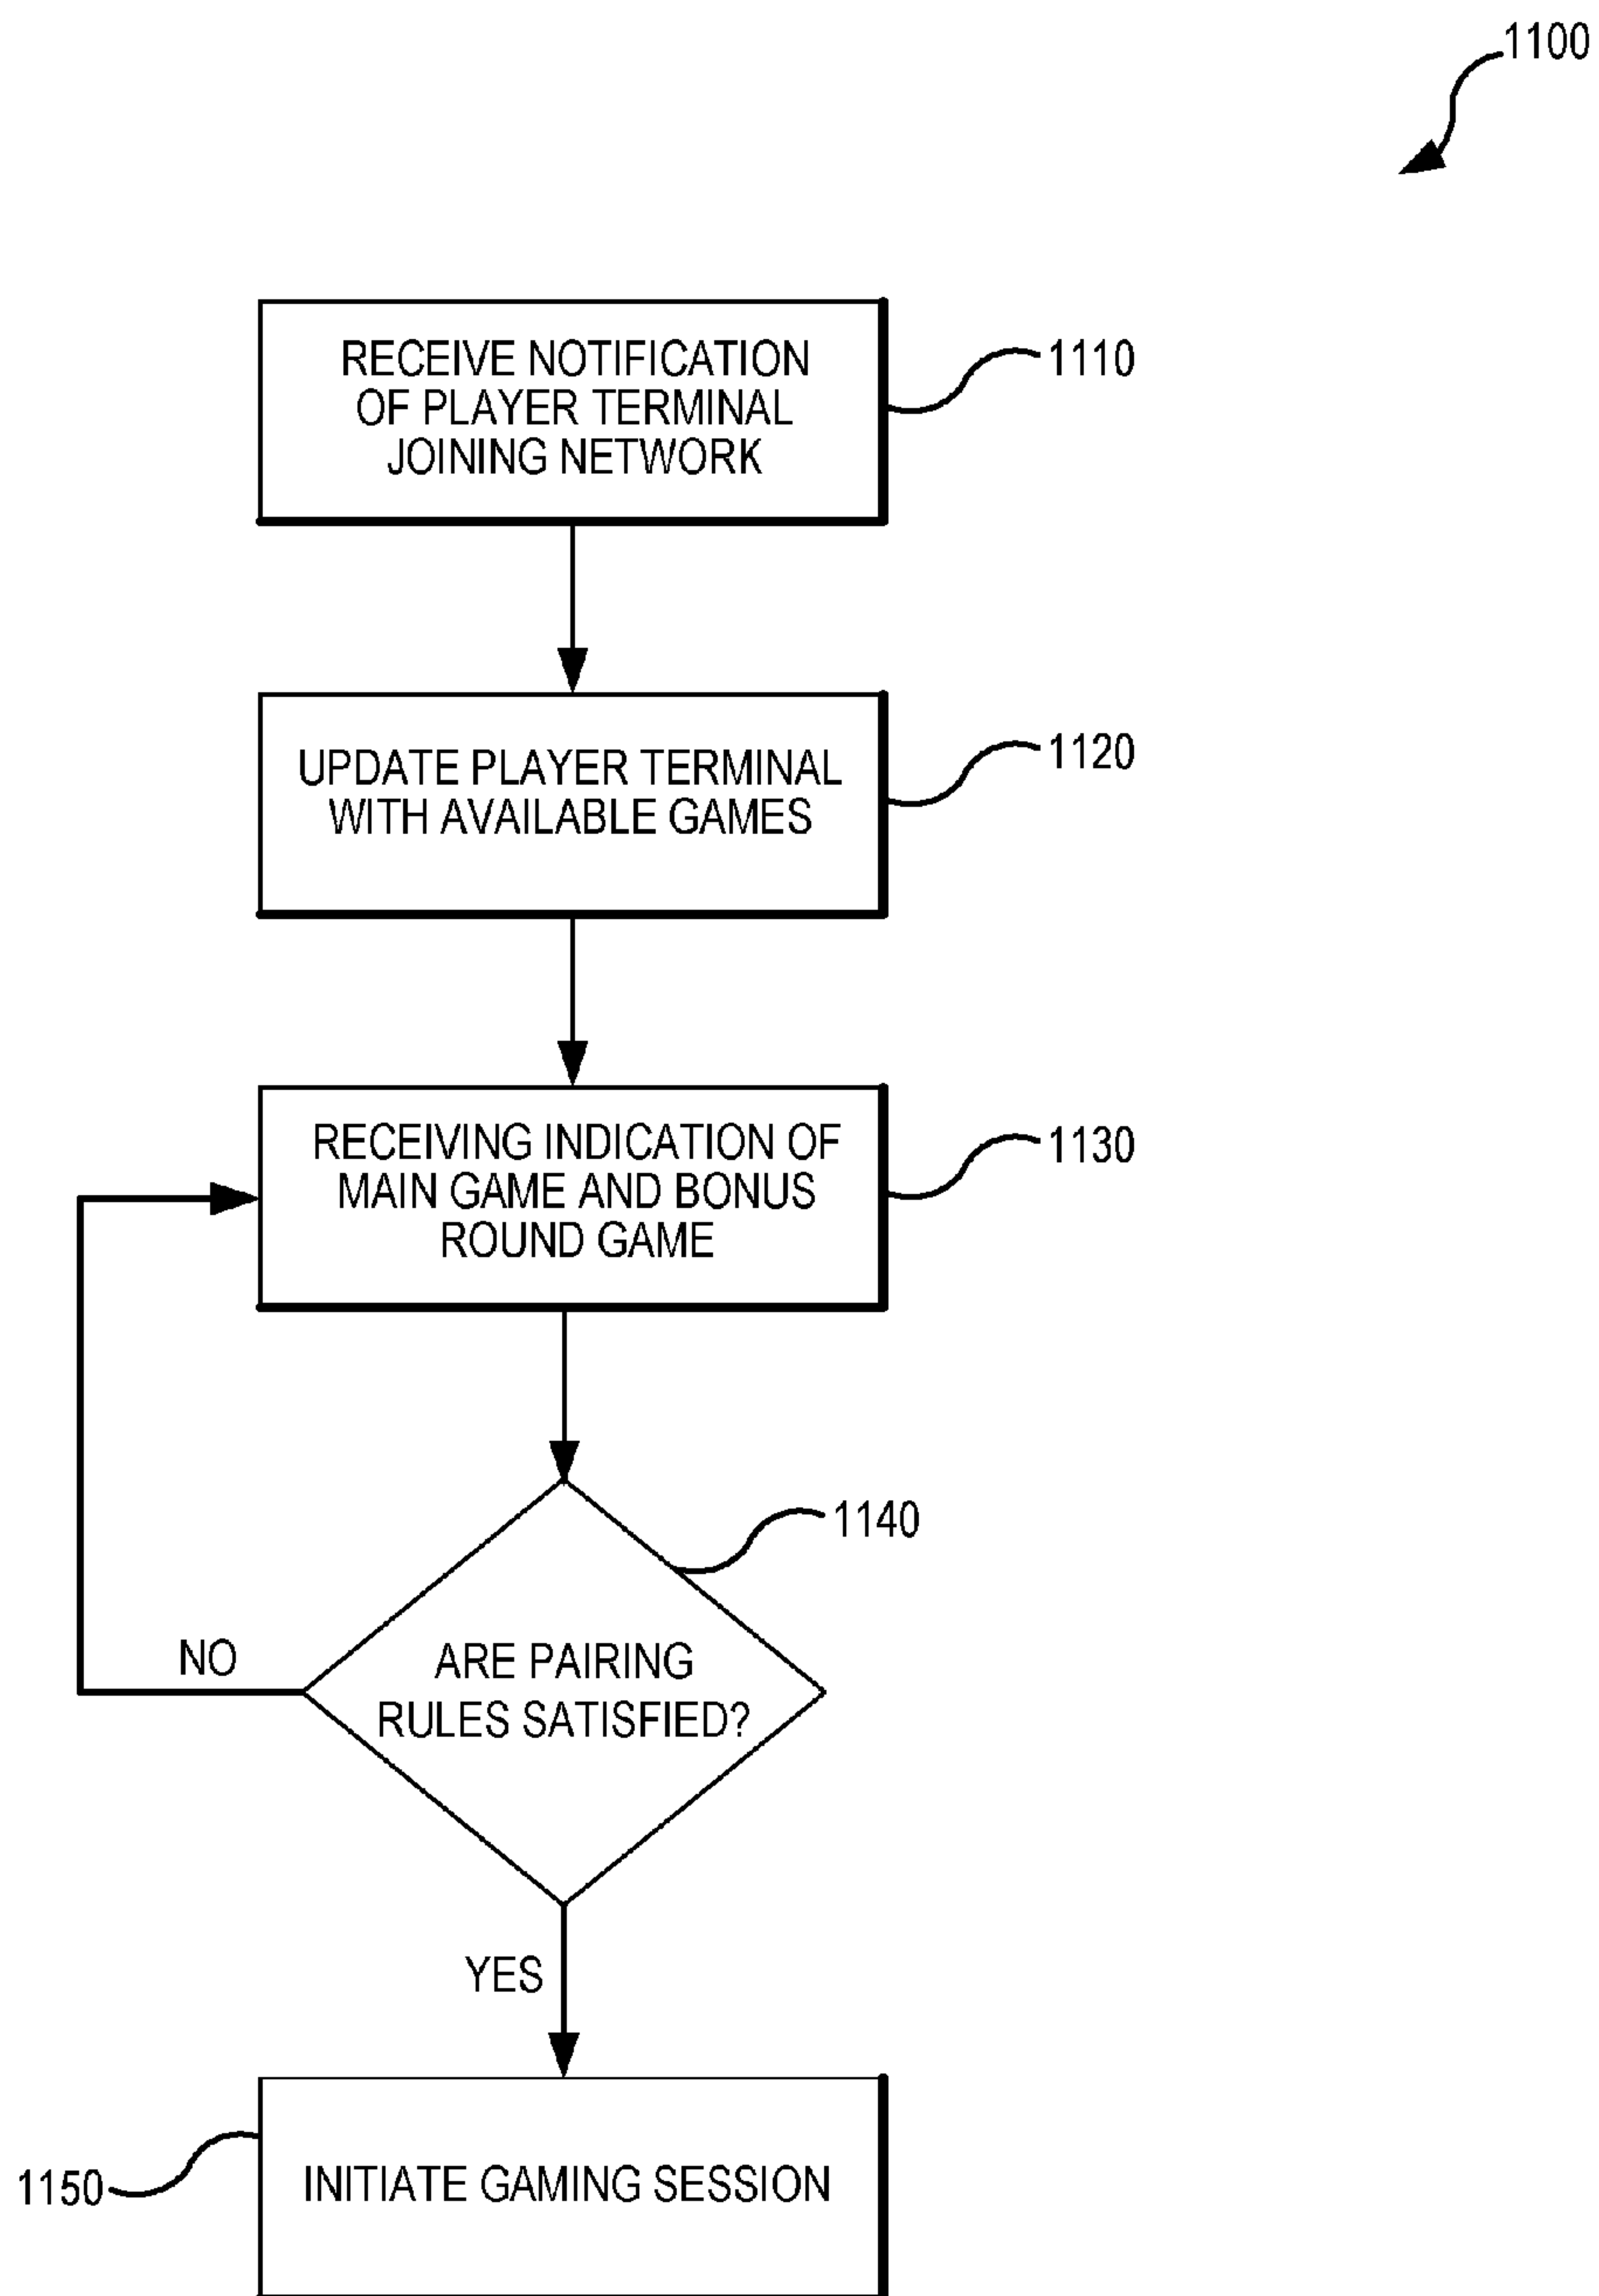 1100
RECEIVE NOTIFICATION
OF PLAYER TERMINAL
JOINING NETWORK
1110
UPDATE PLAYER TERMINAL
WITH AVAILABLE GAMES
1120
RECEIVING INDICATION OF
MAIN GAME AND BONUS
ROUND GAME
1130
1140
ARE PAIRING
RULES SATISFIED?
NO
YES
1150
INITIATE GAMING SESSION